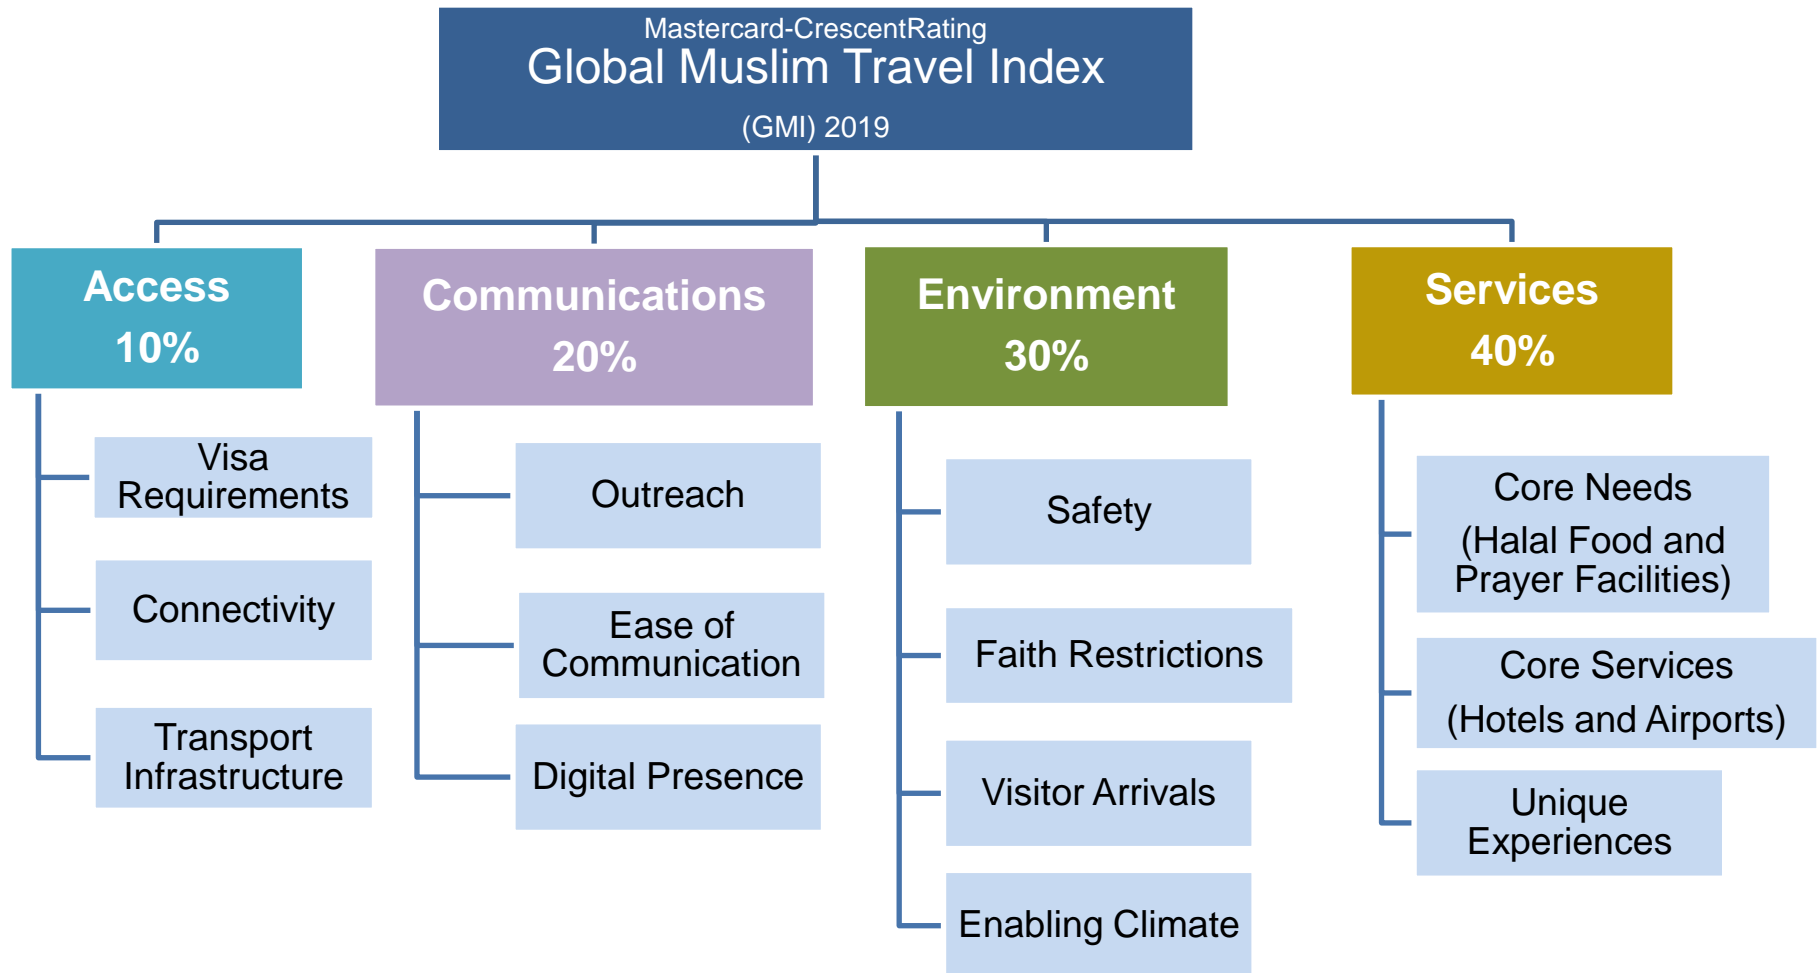 Mastercard-CrescentRating
Global Muslim Travel Index
(GMI) 2019
Access
10%
Visa
Requirements
Connectivity
Transport
Infrastructure
Communications
20%
Outreach
Ease of
Communication
Digital Presence
Environment
30%
Safety
Faith Restrictions
Visitor Arrivals
Enabling Climate
Services
40%
Core Needs
(Halal Food and
Prayer Facilities)
Core Services
(Hotels and Airports)
Unique
Experiences